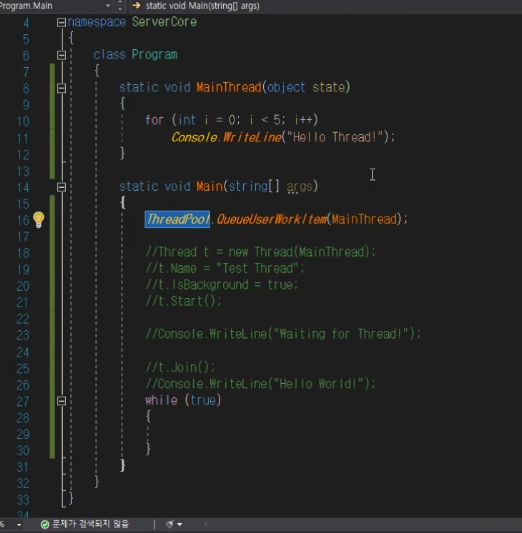 Program.Main
static void Main(string[] args)
4 namespace ServerCore
5 {
6 class Program
7 {
8 static void MainThread(object state)
9 {
10 for (int i = 0; i < 5; i++)
11 Console.WriteLine("Hello Thread!");
12 }
13
14 static void Main(string[] args)
15 {
16 ThreadPool.QueueUserWorkItem(MainThread);
17
18 //Thread t = new Thread(MainThread);
19 //t.Name = "Test Thread";
20 //t.IsBackground = true;
21 //t.Start();
22
23 //Console.WriteLine("Waiting for Thread!");
24
25 //t.Join();
26 //Console.WriteLine("Hello World!");
27 while (true)
28 {
29
30 }
31 }
32 }
33 }
34
% 문제가 검색되지 않음